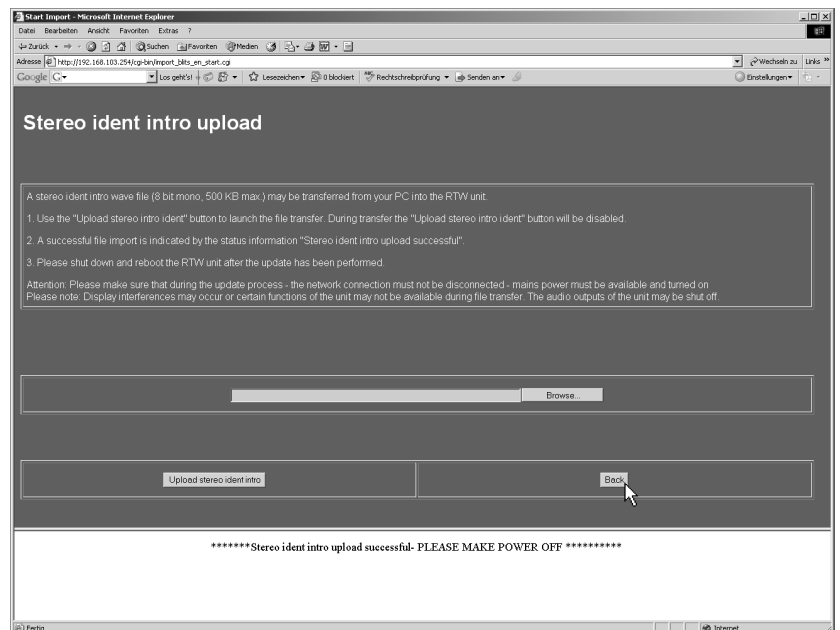 Start Import - Microsoft Internet Explorer
Datei Bearbeiten Ansicht Favoriten Extras ?
Zurück Suchen Favoriten Medien
Adresse http://192.168.103.254/cgi-bin/import_blits_en_start.cgi Wechseln zu Links »
Google G Los geht's! Lesezeichen 0 blockiert Rechtschreibprüfung Senden an Einstellungen
Stereo ident intro upload
A stereo ident intro wave file (8 bit mono, 500 KB max.) may be transferred from your PC into the RTW unit.
1. Use the "Upload stereo intro ident" button to launch the file transfer. During transfer the "Upload stereo intro ident" button will be disabled.
2. A successful file import is indicated by the status information "Stereo ident intro upload successful".
3. Please shut down and reboot the RTW unit after the update has been performed.
Attention: Please make sure that during the update process - the network connection must not be disconnected - mains power must be available and turned on
Please note: Display interferences may occur or certain functions of the unit may not be available during file transfer. The audio outputs of the unit may be shut off.
Browse...
Upload stereo ident intro Back
*******Stereo ident intro upload successful- PLEASE MAKE POWER OFF **********
Fertig Internet